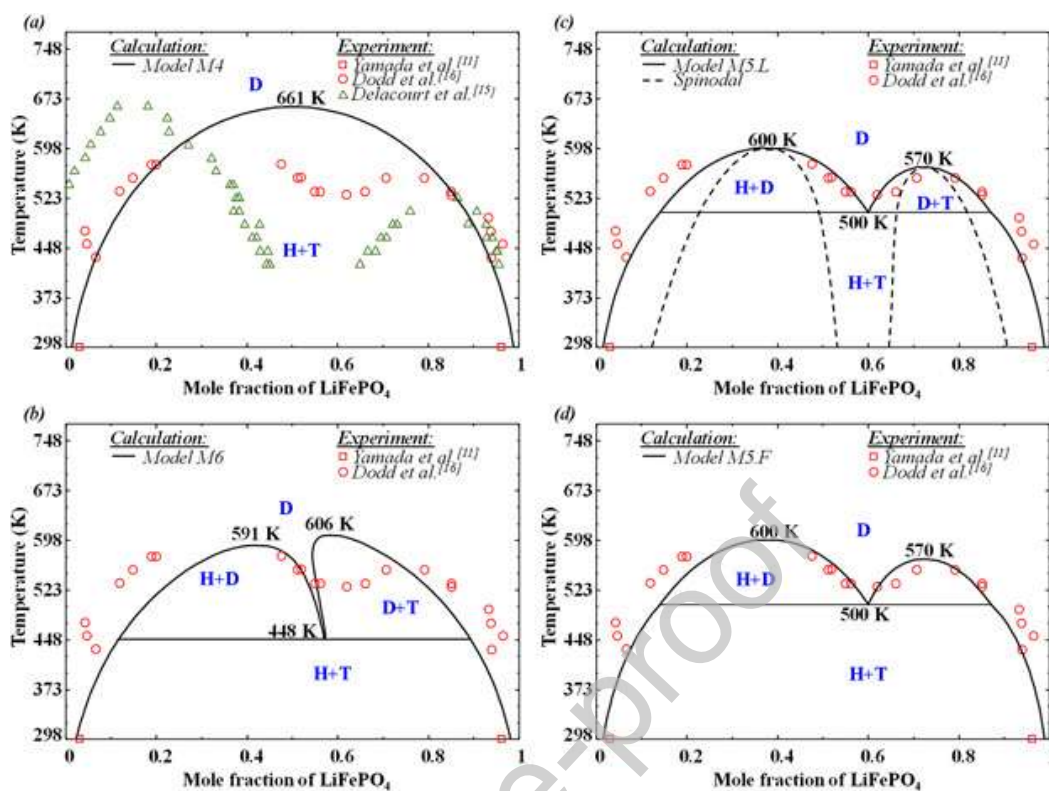 (a)
Calculation:
Model M4
Experiment:
Yamada et al.[11]
Dodd et al.[16]
Delacourt et al.[15]
D
661 K
H+T
Temperature (K)
748
673
598
523
448
373
298
0 0.2 0.4 0.6 0.8 1
Mole fraction of LiFePO4
(c)
Calculation:
Model M5.L
Spinodal
Experiment:
Yamada et al.[11]
Dodd et al.[16]
D
600 K
570 K
H+D
D+T
500 K
H+T
Temperature (K)
748
673
598
523
448
373
298
0 0.2 0.4 0.6 0.8 1
Mole fraction of LiFePO4
(b)
Calculation:
Model M6
Experiment:
Yamada et al.[11]
Dodd et al.[16]
D
591 K
606 K
H+D
D+T
448 K
H+T
Temperature (K)
748
673
598
523
448
373
298
0 0.2 0.4 0.6 0.8 1
Mole fraction of LiFePO4
(d)
Calculation:
Model M5.F
Experiment:
Yamada et al.[11]
Dodd et al.[16]
D
600 K
570 K
H+D
D+T
500 K
H+T
Temperature (K)
748
673
598
523
448
373
298
0 0.2 0.4 0.6 0.8 1
Mole fraction of LiFePO4
e-proof